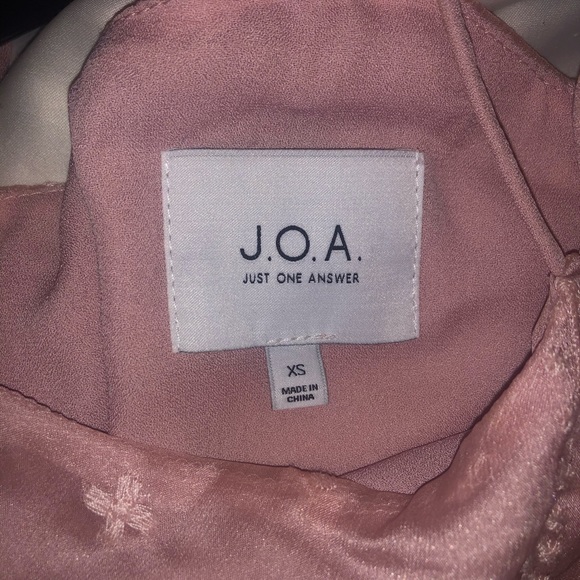 J.O.A.
JUST ONE ANSWER
XS
MADE IN
CHINA